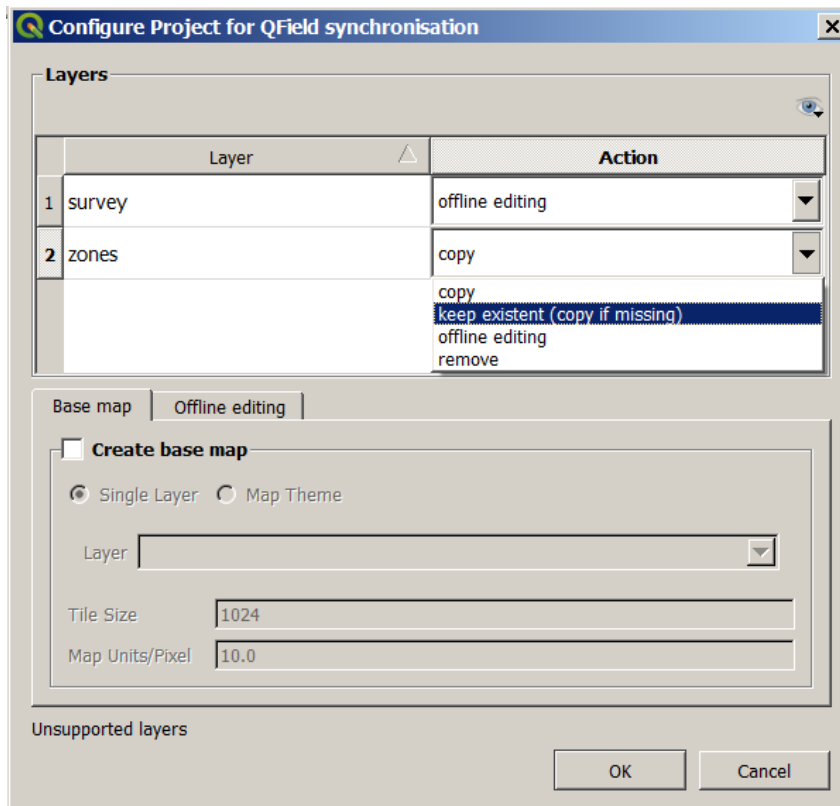 Configure Project for QField synchronisation
Layers
Layer Action
1 survey offline editing
2 zones copy
copy
keep existent (copy if missing)
offline editing
remove
Base map Offline editing
Create base map
Single Layer Map Theme
Layer
Tile Size 1024
Map Units/Pixel 10.0
Unsupported layers
OK Cancel